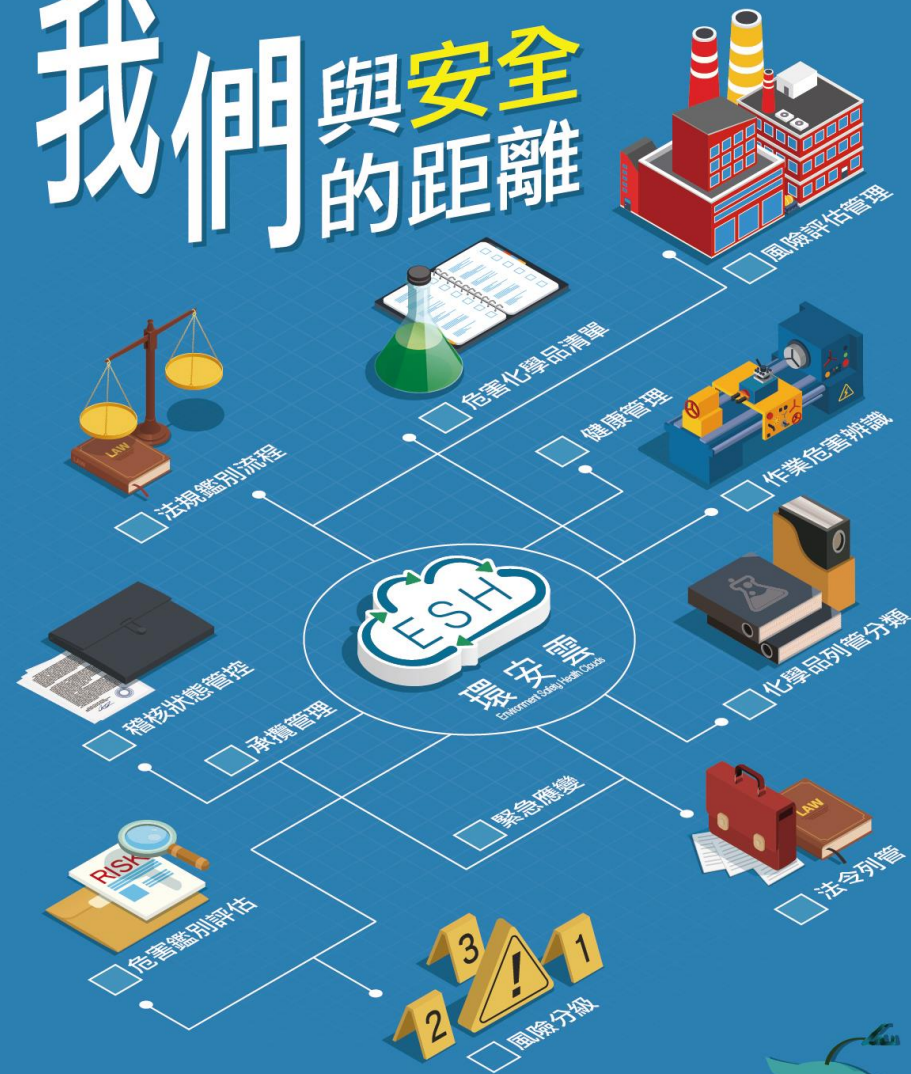 我們與安全
的距離
風險評估管理
危害化學品清單
健康管理
LAW
法規鑑別流程
作業危害辨識
ESH
環安雲
Environment Safety Health Clouds
化學品列管分類
稽核狀態管控
承攬管理
緊急應變
LAW
法令列管
RISK
危害鑑別評估
3
!
1
2
風險分級